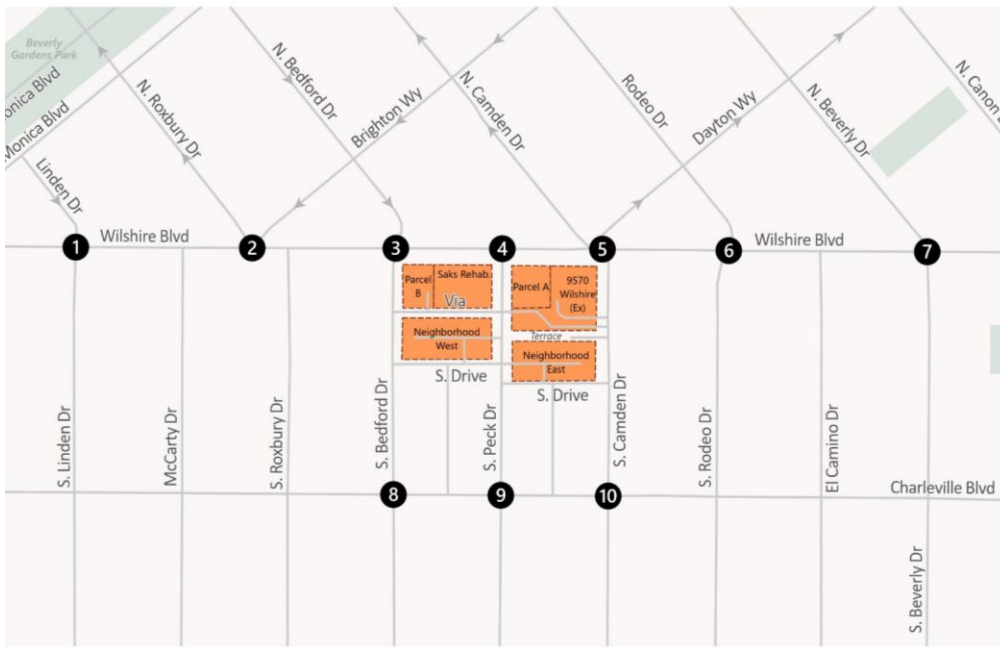 Beverly
Gardens Park
onica Blvd
Monica Blvd
Linden Dr
N. Roxbury Dr
N. Bedford Dr
Brighton Wy
N. Camden Dr
Rodeo Dr
Dayton Wy
N. Beverly Dr
N. Canon
Wilshire Blvd
Wilshire Blvd
1
2
3
4
5
6
7
Parcel
B
Saks Rehab.
Parcel A
9570
Wilshire
(Ex)
Via
Neighborhood
West
Terrace
Neighborhood
East
S. Drive
S. Drive
S. Linden Dr
McCarty Dr
S. Roxbury Dr
S. Bedford Dr
S. Peck Dr
S. Camden Dr
S. Rodeo Dr
El Camino Dr
Charleville Blvd
8
9
10
S. Beverly Dr